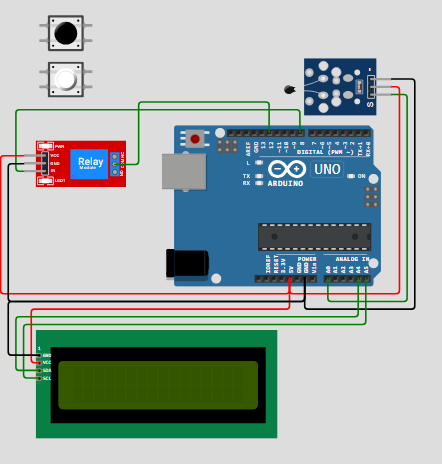 S
-
PWR
VCC
GND
IN
LED1
Relay
Module
NC
COM
NO
AREF
GND
13
12
~11
~10
~9
8
7
~6
~5
4
~3
2
TX→1
RX←0
DIGITAL (PWM ~)
L
TX
RX
UNO
ON
ARDUINO
IOREF
RESET
3.3V
5V
GND
GND
Vin
POWER
ANALOG IN
A0
A1
A2
A3
A4
A5
1
GND
VCC
SDA
SCL